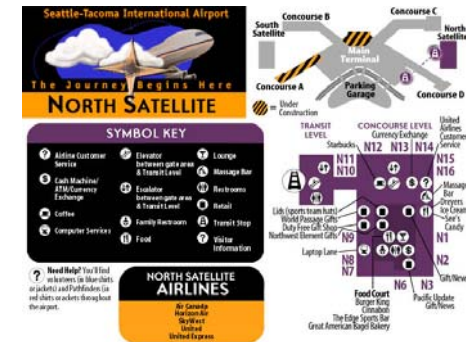 Seattle-Tacoma International Airport
The Journey Begins Here
NORTH SATELLITE
Concourse B
Concourse C
South
Satellite
North
Satellite
Main
Terminal
Concourse A
Parking
Garage
Concourse D
= Under
Construction
SYMBOL KEY
Airline Customer
Service
Cash Machine/
ATM/Currency
Exchange
Coffee
Computer Services
Elevator
between gate area
& Transit Level
Escalator
between gate area
& Transit Level
Family Restroom
Food
Lounge
Massage Bar
Restrooms
Retail
Transit Stop
Visitor
Information
? Need Help? You'll find
volunteers (in blue shirts
or jackets) and Pathfinders (in
red shirts or jackets) throughout
the airport.
NORTH SATELLITE
AIRLINES
Air Canada
Horizon Air
SkyWest
United
United Express
TRANSIT
LEVEL
CONCOURSE LEVEL
Currency Exchange
Starbucks
N12 N13 N14
United
Airlines
Customer
Service
N11
N10
N15
N16
Massage
Bar
Dreyers
Ice Cream
See's
Candy
Lids (sports team hats)
World Passage Gifts
Duty Free Gift Shop
Northwest Element Gifts
N9
N1
Laptop Lane
N8
N7
N2
Gift/News
N6
N3
Food Court
Burger King
Cinnabon
The Edge Sports Bar
Great American Bagel Bakery
Pacific Update
Gift/News